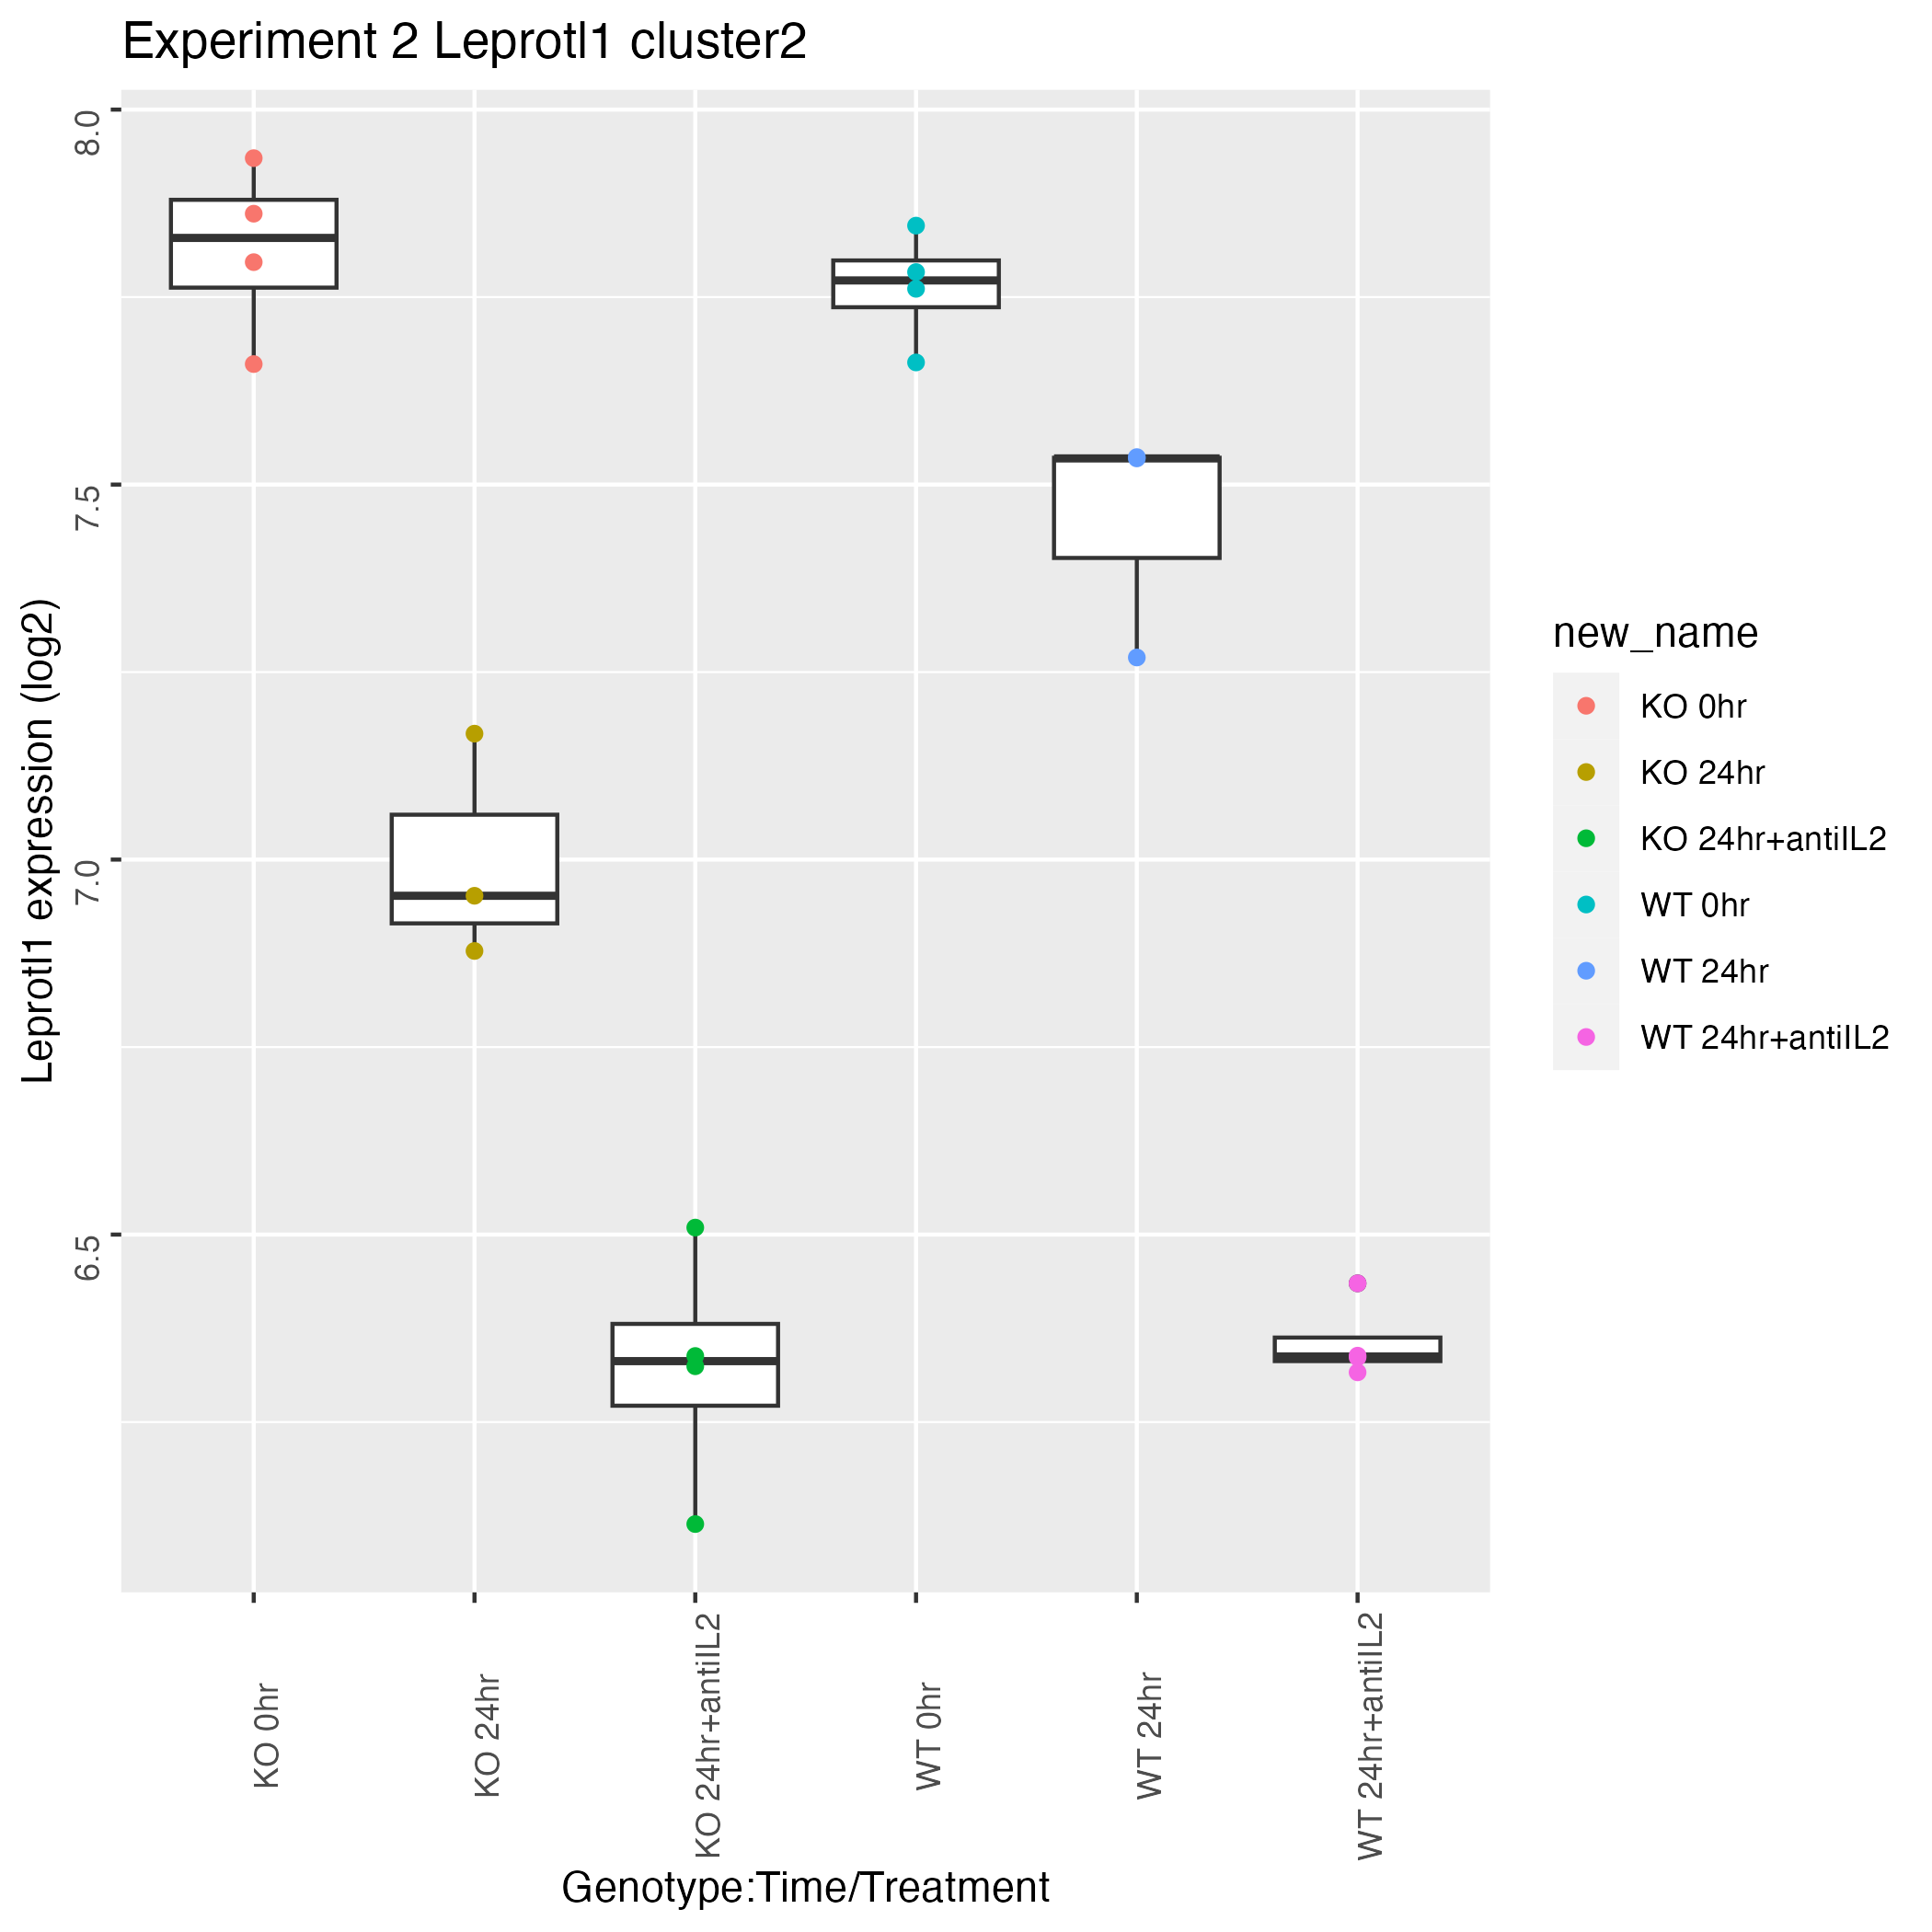 Experiment 2 Leprotl1 cluster2
8.0
7.5
7.0
6.5
Leprotl1 expression (log2)
KO 0hr
KO 24hr
KO 24hr+antiIL2
WT 0hr
WT 24hr
WT 24hr+antiIL2
Genotype:Time/Treatment
new_name
KO 0hr
KO 24hr
KO 24hr+antiIL2
WT 0hr
WT 24hr
WT 24hr+antiIL2